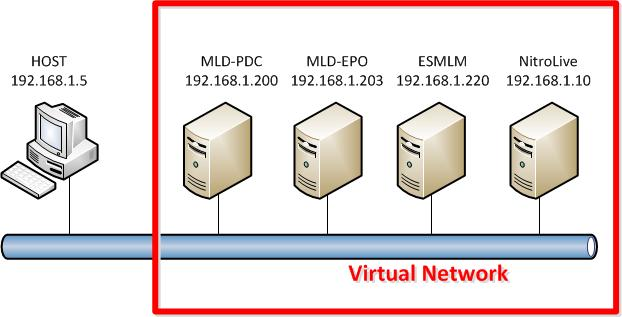 HOST
192.168.1.5
MLD-PDC
192.168.1.200
MLD-EPO
192.168.1.203
ESMLM
192.168.1.220
NitroLive
192.168.1.10
Virtual Network